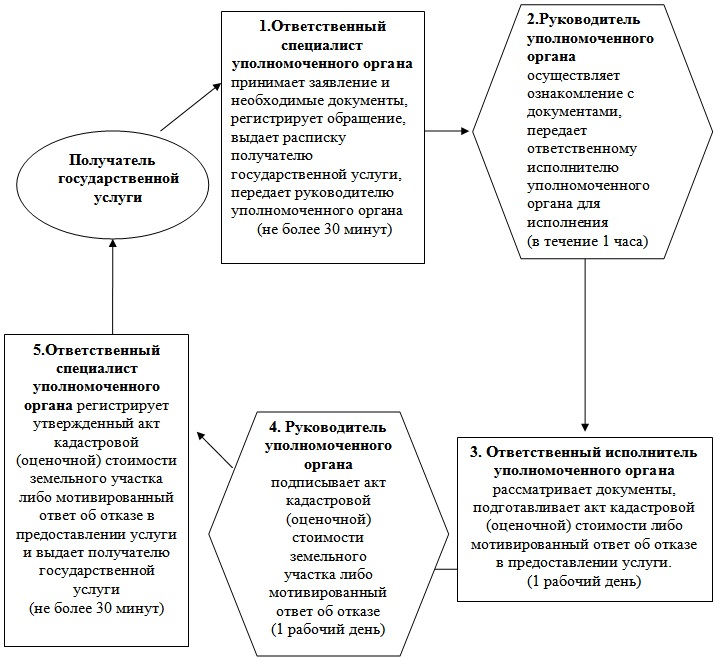 Получатель
государственной
услуги
1.Ответственный
специалист
уполномоченного органа
принимает заявление и
необходимые документы,
регистрирует обращение,
выдает расписку
получателю
государственной услуги,
передает руководителю
уполномоченного органа
(не более 30 минут)
2.Руководитель
уполномоченного
органа
осуществляет
ознакомление с
документами,
передает
ответственному
исполнителю
уполномоченного
органа для
исполнения
(в течение 1 часа)
3. Ответственный исполнитель
уполномоченного органа
рассматривает документы,
подготавливает акт кадастровой
(оценочной) стоимости либо
мотивированный ответ об отказе
в предоставлении услуги.
(1 рабочий день)
4. Руководитель
уполномоченного
органа
подписывает акт
кадастровой
(оценочной)
стоимости
земельного
участка либо
мотивированный
ответ об отказе
(1 рабочий день)
5.Ответственный
специалист
уполномоченного
органа регистрирует
утвержденный акт
кадастровой
(оценочной) стоимости
земельного участка
либо мотивированный
ответ об отказе в
предоставлении услуги
и выдает получателю
государственной
услуги
(не более 30 минут)